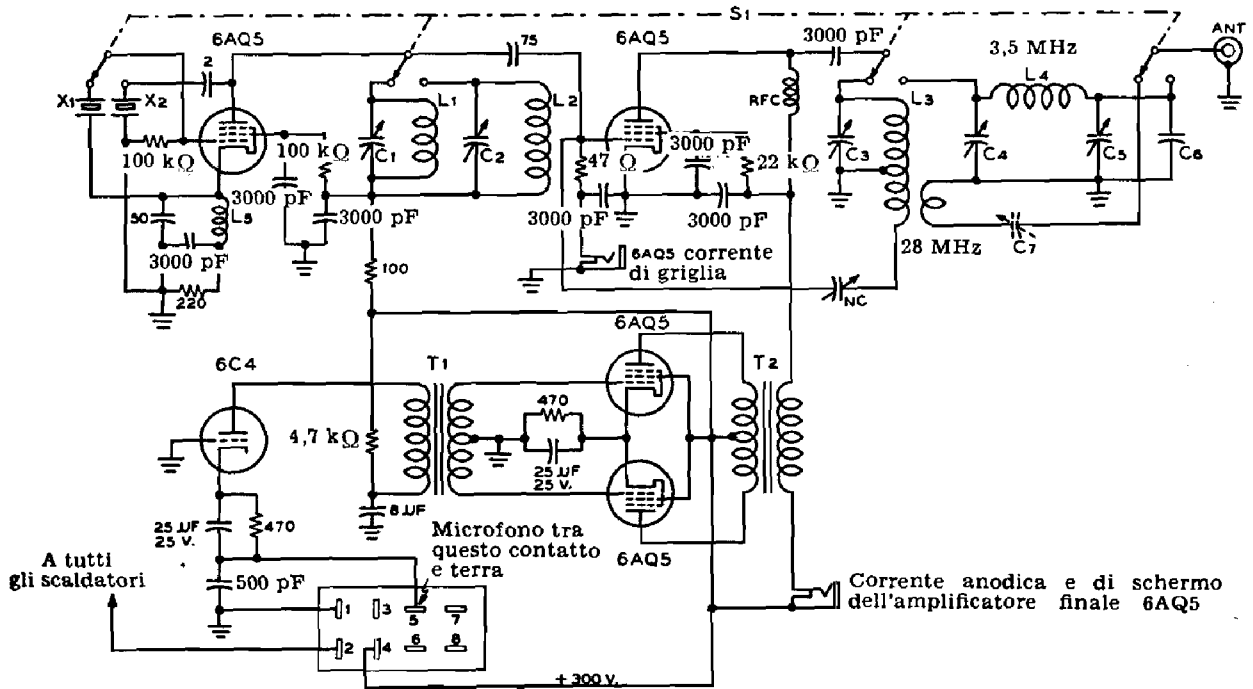 S1
6AQ5
75
6AQ5
3000 pF
ANT
3,5 MHz
L4
2
X1
X2
L1
L2
RFC
L3
100 kΩ
100 kΩ
C1
C2
47 Ω
3000 pF
22 kΩ
C3
C4
C5
C6
3000 pF
3000 pF
3000 pF
3000 pF
50
L5
3000 pF
220
28 MHz
C7
100
6AQ5 corrente
di griglia
NC
6AQ5
6C4
T1
T2
470
4,7 kΩ
25 µF
25 V.
8 µF
25 µF
25 V.
470
6AQ5
Microfono tra
questo contatto
e terra
A tutti
gli scaldatori
500 pF
Corrente anodica e di schermo
dell'amplificatore finale 6AQ5
1
3
5
7
2
4
6
8
+ 300 V.